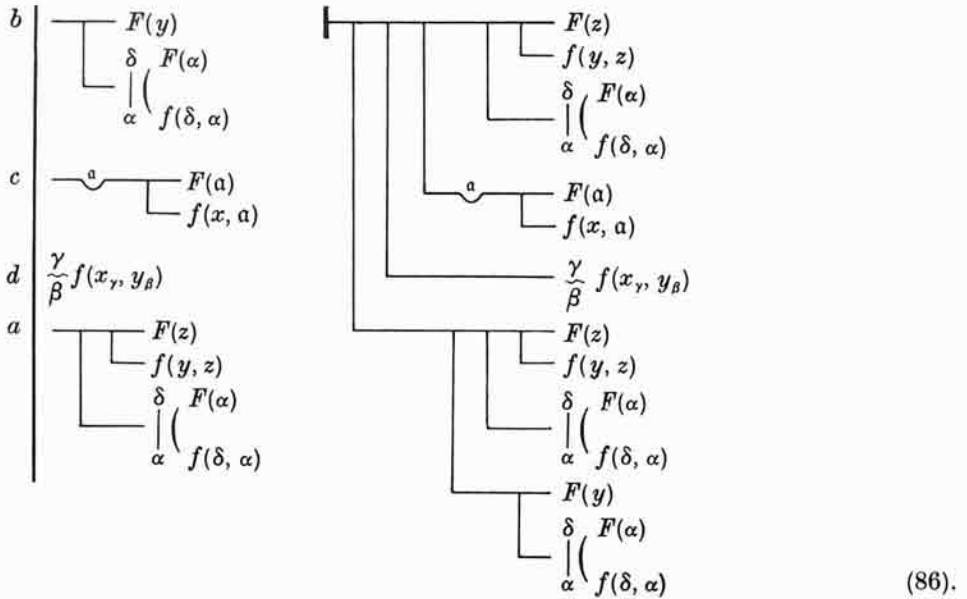 b F(y) F(z)
f(y, z)
δ F(α) δ F(α)
α f(δ, α) α f(δ, α)
c a F(a) a F(a)
f(x, a) f(x, a)
d γ β f(x_γ, y_β) γ β f(x_γ, y_β)
a F(z) F(z)
f(y, z) f(y, z)
δ F(α) δ F(α)
α f(δ, α) α f(δ, α)
F(y)
δ F(α)
α f(δ, α)
(86).